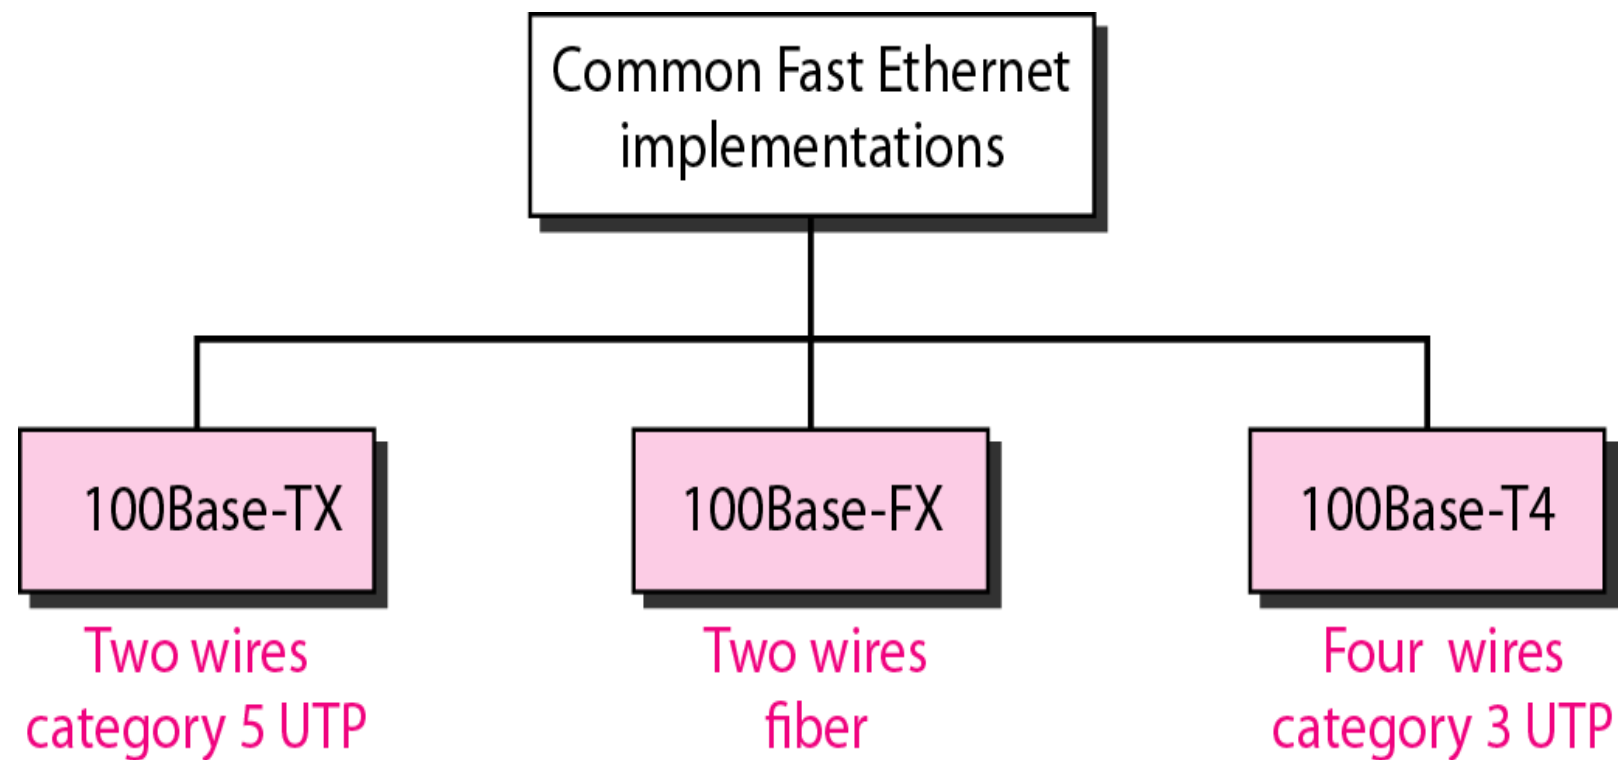 Common Fast Ethernet
implementations
100Base-TX
100Base-FX
100Base-T4
Two wires
category 5 UTP
Two wires
fiber
Four wires
category 3 UTP